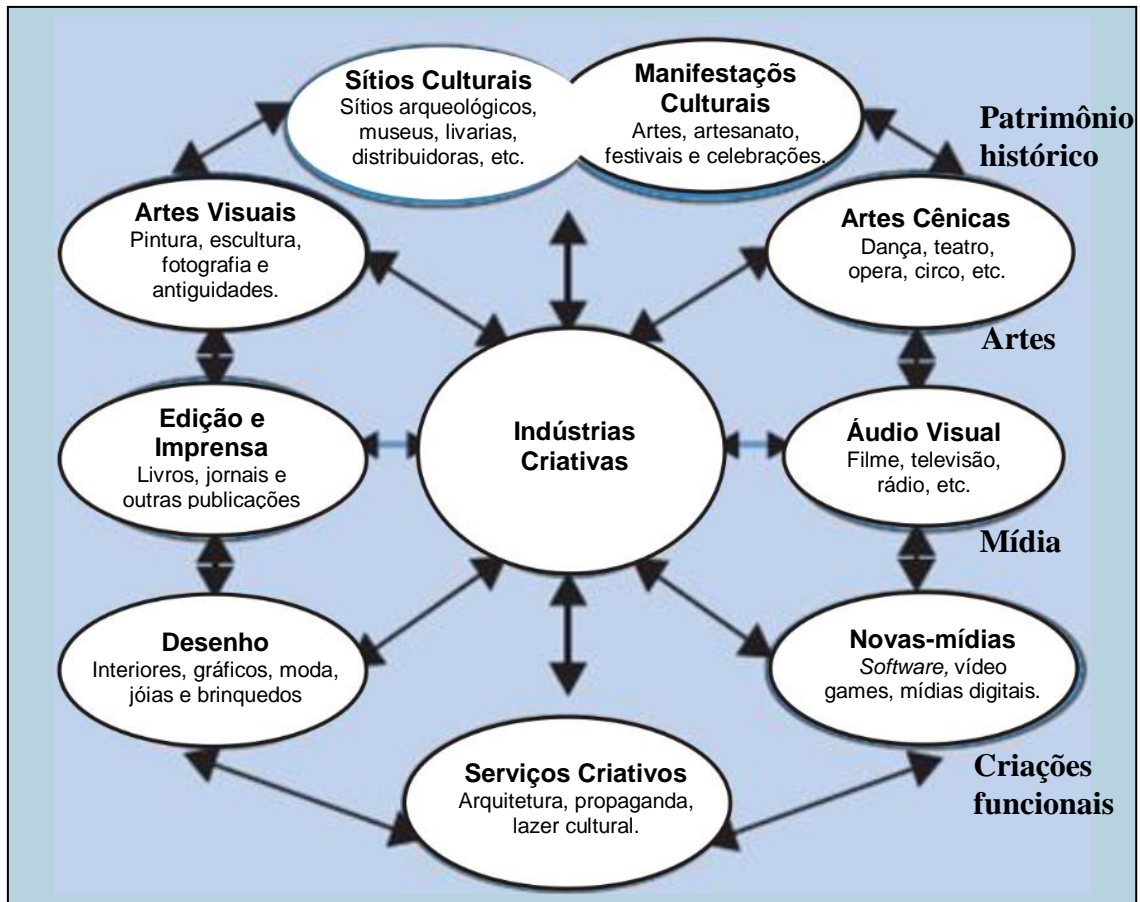 Sítios Culturais
Sítios arqueológicos,
museus, livarias,
distribuidoras, etc.
Manifestaçõs
Culturais
Artes, artesanato,
festivais e celebrações.
Patrimônio
histórico
Artes Visuais
Pintura, escultura,
fotografia e
antiguidades.
Artes Cênicas
Dança, teatro,
opera, circo, etc.
Artes
Edição e
Imprensa
Livros, jornais e
outras publicações
Indústrias
Criativas
Áudio Visual
Filme, televisão,
rádio, etc.
Mídia
Desenho
Interiores, gráficos, moda,
jóias e brinquedos
Novas-mídias
Software, vídeo
games, mídias digitais.
Serviços Criativos
Arquitetura, propaganda,
lazer cultural.
Criações
funcionais